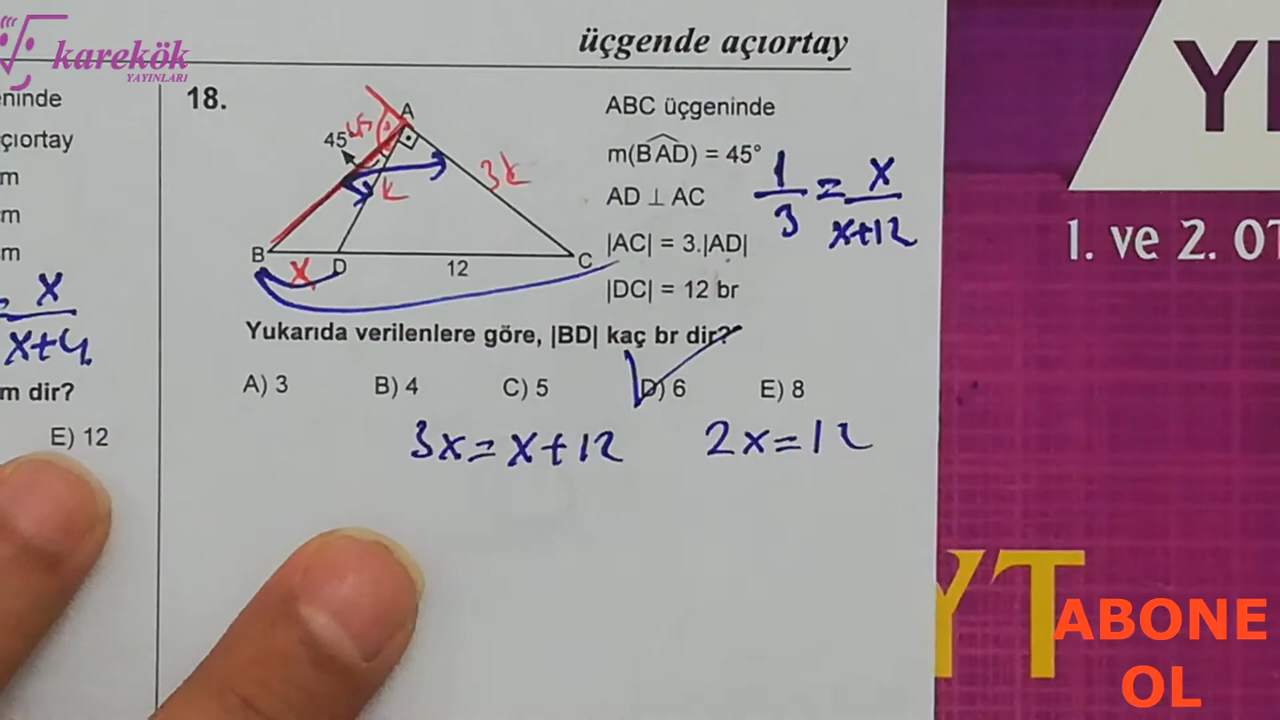 karekök
YAYINLARI
üçgende açıortay
eninde
çıortay
m
cm
m
x
x+4
m dir?
E) 12
18.
A
45
45
k
3k
B
x
D
12
C
ABC üçgeninde
m(BAD) = 45°
AD ⊥ AC
|AC| = 3.|AD|
|DC| = 12 br
1/3 = x/x+12
Yukarıda verilenlere göre, |BD| kaç br dir?
A) 3 B) 4 C) 5 D) 6 E) 8
3x = x+12 2x = 12
1. ve 2. OT
YT
ABONE
OL